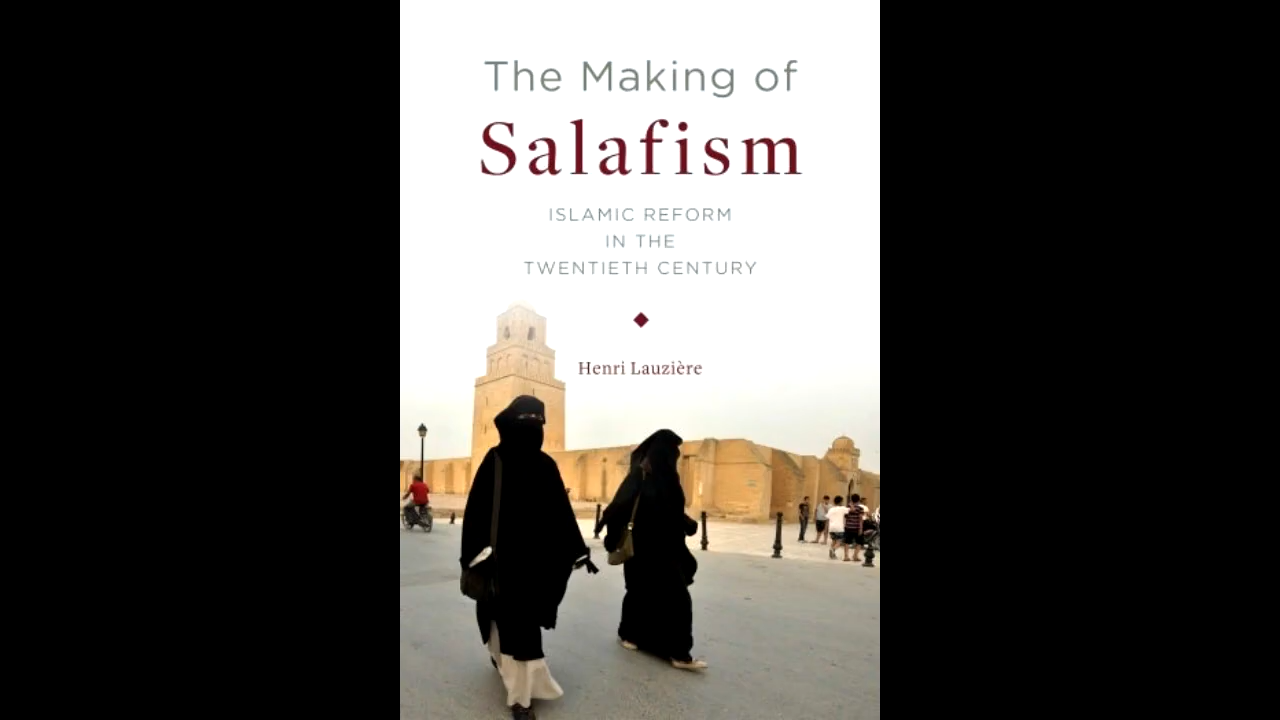 The Making of
Salafism
ISLAMIC REFORM
IN THE
TWENTIETH CENTURY
Henri Lauzière